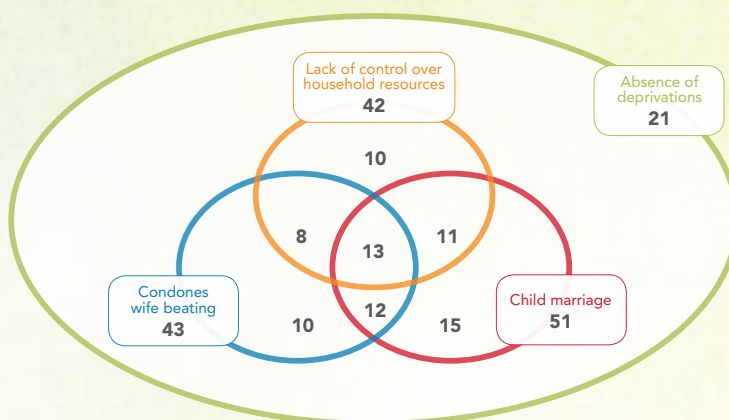 Lack of control over
household resources
42
Absence of
deprivations
21
10
8
11
13
Condones
wife beating
43
Child marriage
51
12
10
15